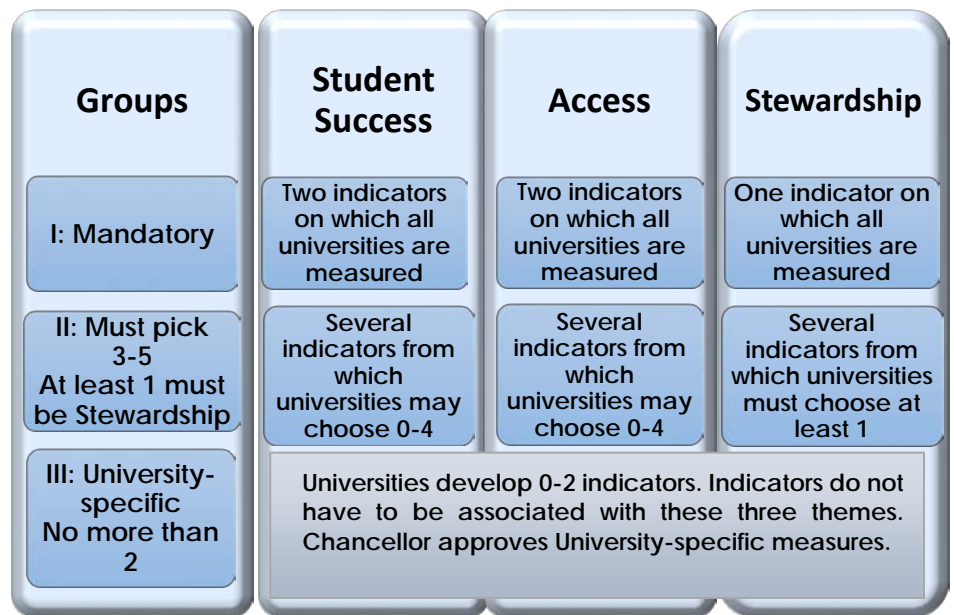 Groups
Student
Success
Access
Stewardship
I: Mandatory
Two indicators
on which all
universities are
measured
Two indicators
on which all
universities are
measured
One indicator on
which all
universities are
measured
II: Must pick
3-5
At least 1 must
be Stewardship
Several
indicators from
which
universities may
choose 0-4
Several
indicators from
which
universities may
choose 0-4
Several
indicators from
which universities
must choose at
least 1
III: University-
specific
No more than
2
Universities develop 0-2 indicators. Indicators do not
have to be associated with these three themes.
Chancellor approves University-specific measures.